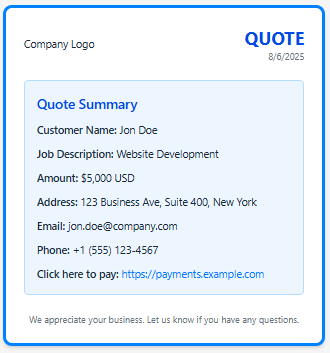 Company Logo
QUOTE
8/6/2025
Quote Summary
Customer Name: Jon Doe
Job Description: Website Development
Amount: $5,000 USD
Address: 123 Business Ave, Suite 400, New York
Email: jon.doe@company.com
Phone: +1 (555) 123-4567
Click here to pay: https://payments.example.com
We appreciate your business. Let us know if you have any questions.